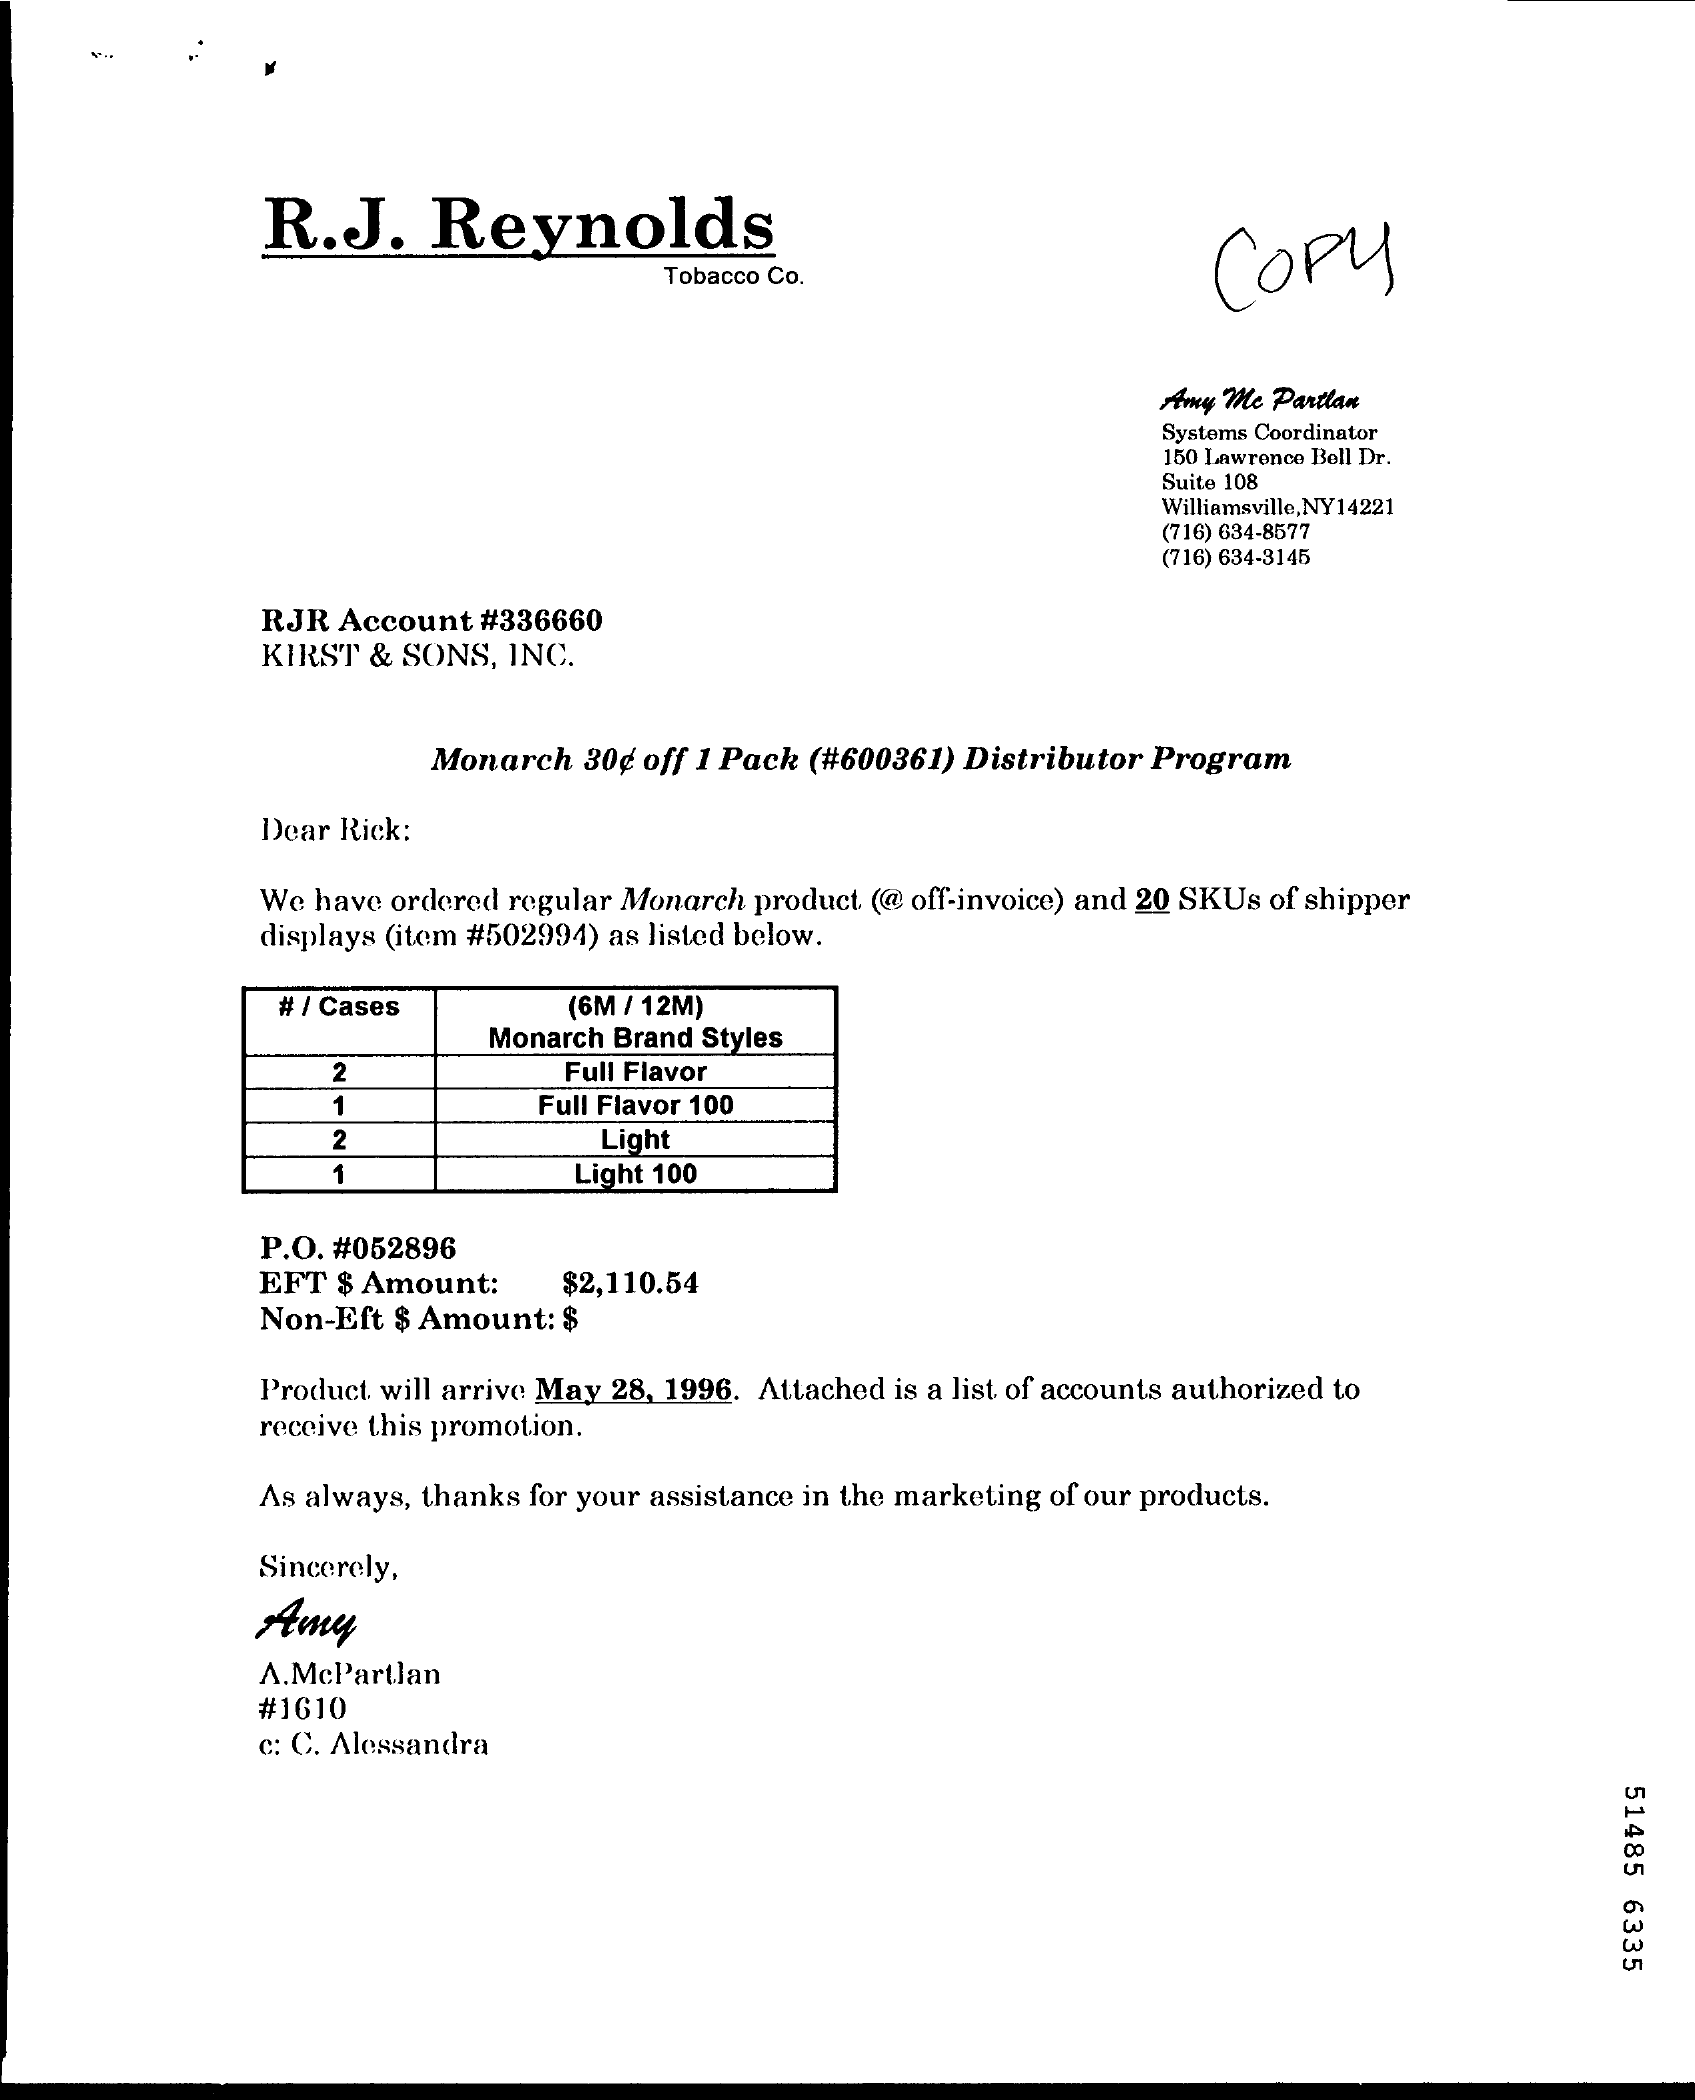 R.J. Reynolds
Tobacco Co.
COPY
Amy Mc Partlan
Systems Coordinator
150 Lawrence Bell Dr.
Suite 108
Williamsville,NY14221
(716) 634-8577
(716) 634-3145
RJR Account #336660
KIRST & SONS, INC.
Monarch 30¢ off 1 Pack (#600361) Distributor Program
Dear Rick:
We have ordered regular Monarch product (@ off-invoice) and 20 SKUs of shipper
displays (item #502994) as listed below.
# / Cases (6M / 12M)
Monarch Brand Styles
2 Full Flavor
1 Full Flavor 100
2 Light
1 Light 100
P.O. #052896
EFT $ Amount: $2,110.54
Non-Eft $ Amount: $
Product will arrive May 28, 1996. Attached is a list of accounts authorized to
receive this promotion.
As always, thanks for your assistance in the marketing of our products.
Sincerely,
Amy
A.McPartlan
#1610
c: C. Alessandra
51485 6335